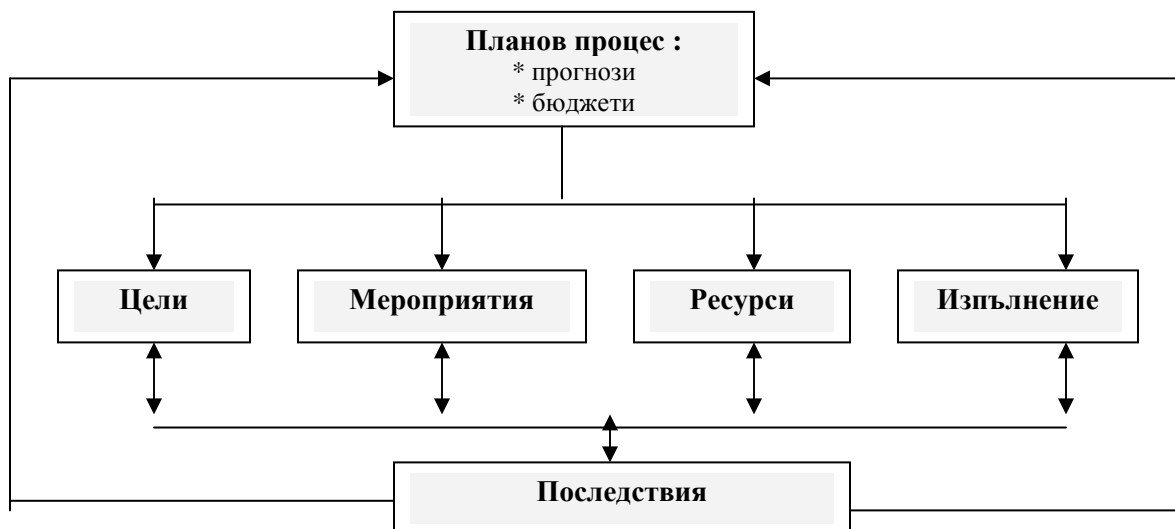 Планов процес :
* прогнози
* бюджети
Цели
Мероприятия
Ресурси
Изпълнение
Последствия